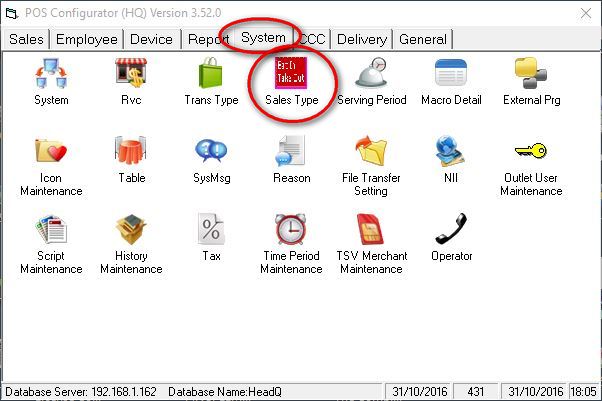 POS Configurator (HQ) Version 3.52.0
Sales Employee Device Report System CCC Delivery General
Eat In
Take Out
System Rvc Trans Type Sales Type Serving Period Macro Detail External Prg
Icon Maintenance Table SysMsg Reason File Transfer Setting NII Outlet User Maintenance
Script Maintenance History Maintenance Tax Time Period Maintenance TSV Merchant Maintenance Operator
Database Server: 192.168.1.162 Database Name:HeadQ 31/10/2016 431 31/10/2016 18:05